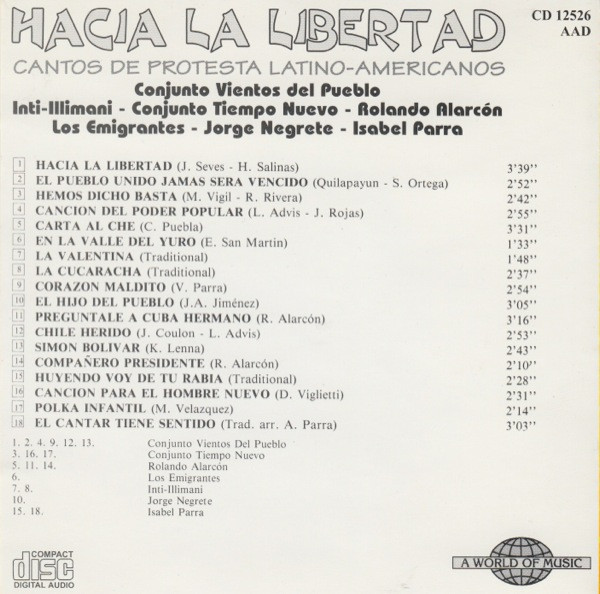 HACIA LA LIBERTAD
CD 12526
AAD
CANTOS DE PROTESTA LATINO-AMERICANOS
Conjunto Vientos del Pueblo
Inti-Illimani - Conjunto Tiempo Nuevo - Rolando Alarcón
Los Emigrantes - Jorge Negrete - Isabel Parra
1 HACIA LA LIBERTAD (J. Seves - H. Salinas) 3'39''
2 EL PUEBLO UNIDO JAMAS SERA VENCIDO (Quilapayun - S. Ortega) 2'52''
3 HEMOS DICHO BASTA (M. Vigil - R. Rivera) 2'42''
4 CANCION DEL PODER POPULAR (L. Advis - J. Rojas) 2'55''
5 CARTA AL CHE (C. Puebla) 3'31''
6 EN LA VALLE DEL YURO (E. San Martin) 1'33''
7 LA VALENTINA (Traditional) 1'48''
8 LA CUCARACHA (Traditional) 2'37''
9 CORAZON MALDITO (V. Parra) 2'54''
10 EL HIJO DEL PUEBLO (J.A. Jiménez) 3'05''
11 PREGUNTALE A CUBA HERMANO (R. Alarcón) 3'16''
12 CHILE HERIDO (J. Coulon - L. Advis) 2'53''
13 SIMON BOLIVAR (K. Lenna) 2'43''
14 COMPAÑERO PRESIDENTE (R. Alarcón) 2'10''
15 HUYENDO VOY DE TU RABIA (Traditional) 2'28''
16 CANCION PARA EL HOMBRE NUEVO (D. Viglietti) 2'31''
17 POLKA INFANTIL (M. Velazquez) 2'14''
18 EL CANTAR TIENE SENTIDO (Trad. arr. A. Parra) 3'03''
1. 2. 4. 9. 12. 13. Conjunto Vientos Del Pueblo
3. 16. 17. Conjunto Tiempo Nuevo
5. 11. 14. Rolando Alarcón
6. Los Emigrantes
7. 8. Inti-Illimani
10. Jorge Negrete
15. 18. Isabel Parra
COMPACT
disc
DIGITAL AUDIO
A WORLD OF MUSIC